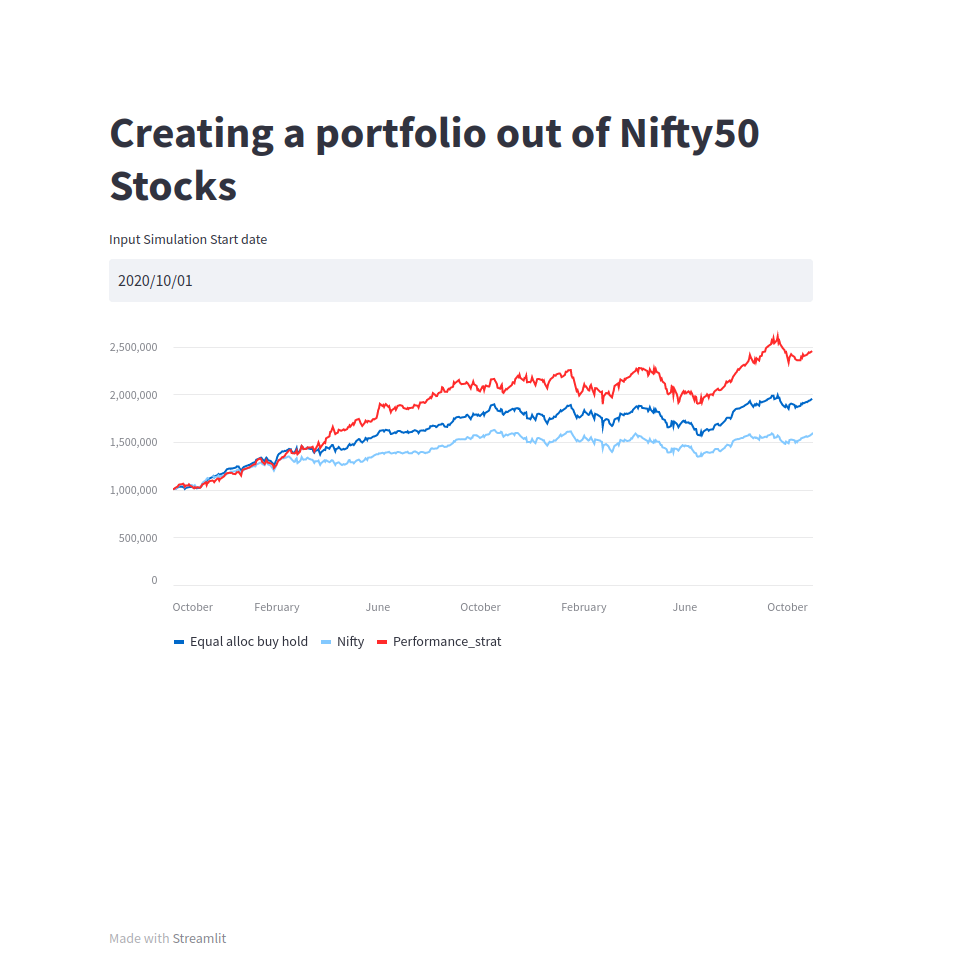 Creating a portfolio out of Nifty50
Stocks
Input Simulation Start date
2020/10/01
2,500,000
2,000,000
1,500,000
1,000,000
500,000
0
October February June October February June October
Equal alloc buy hold Nifty Performance_strat
Made with Streamlit